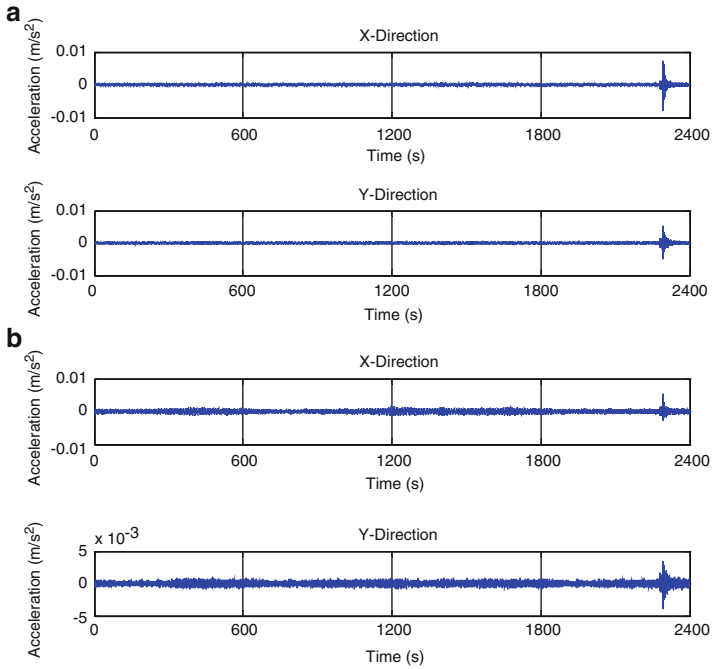 a
X-Direction
Acceleration (m/s²)
0.01
0
-0.01
0 600 1200 1800 2400
Time (s)
Y-Direction
Acceleration (m/s²)
0.01
0
-0.01
0 600 1200 1800 2400
Time (s)
b
X-Direction
Acceleration (m/s²)
0.01
0
-0.01
0 600 1200 1800 2400
Time (s)
x 10⁻³ Y-Direction
Acceleration (m/s²)
5
0
-5
0 600 1200 1800 2400
Time (s)